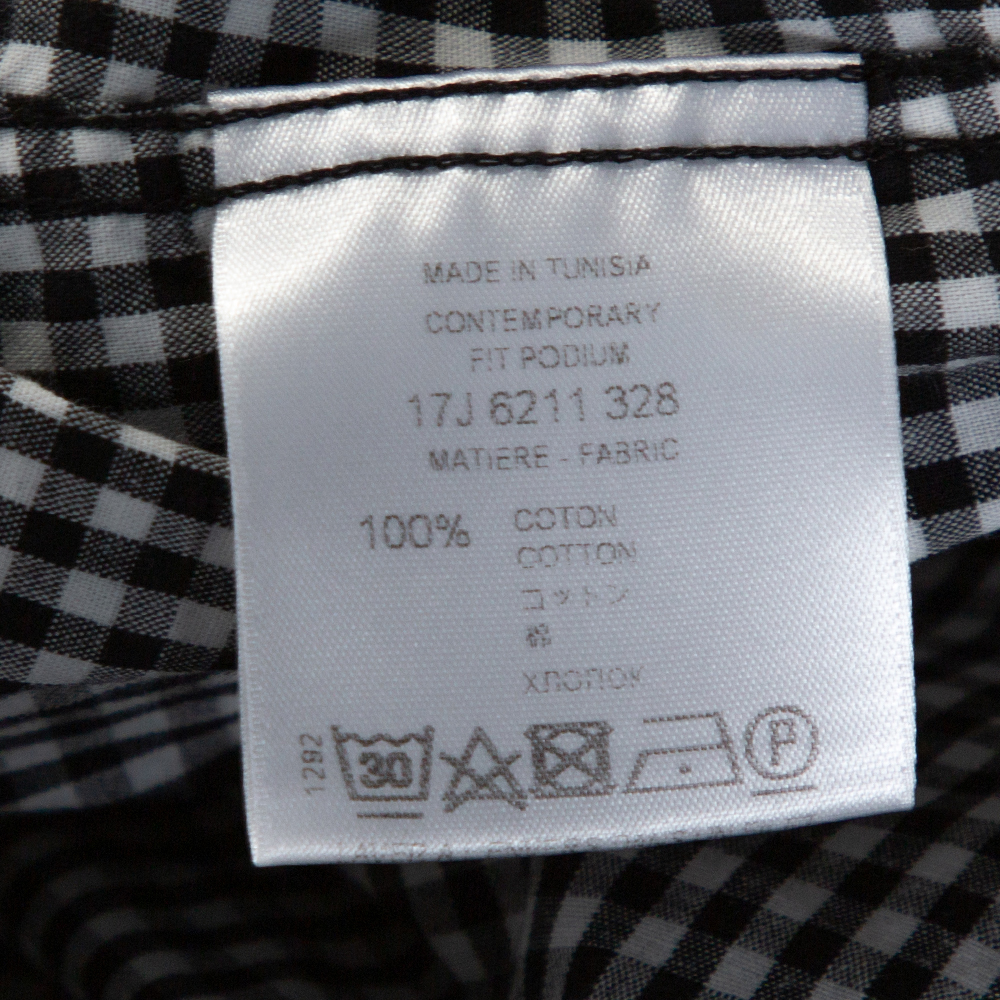 MADE IN TUNISIA
CONTEMPORARY
FIT PODIUM
17J 6211 328
MATIERE - FABRIC
100% COTON
COTTON
コットン
綿
ХЛОПОК
1292
30
P